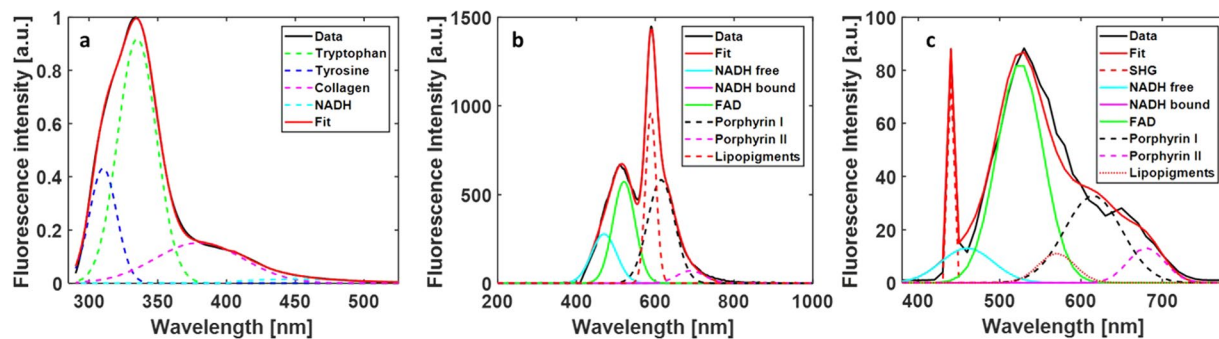 a
Fluorescence Intensity [a.u.]
1
0.8
0.6
0.4
0.2
0
300
350
400
450
500
Wavelength [nm]
Data
Tryptophan
Tyrosine
Collagen
NADH
Fit
b
Fluorescence Intensity [a.u.]
1500
1000
500
0
200
400
600
800
1000
Wavelength [nm]
Data
Fit
NADH free
NADH bound
FAD
Porphyrin I
Porphyrin II
Lipopigments
c
Fluorescence Intensity [a.u.]
100
80
60
40
20
0
400
500
600
700
Wavelength [nm]
Data
Fit
SHG
NADH free
NADH bound
FAD
Porphyrin I
Porphyrin II
Lipopigments